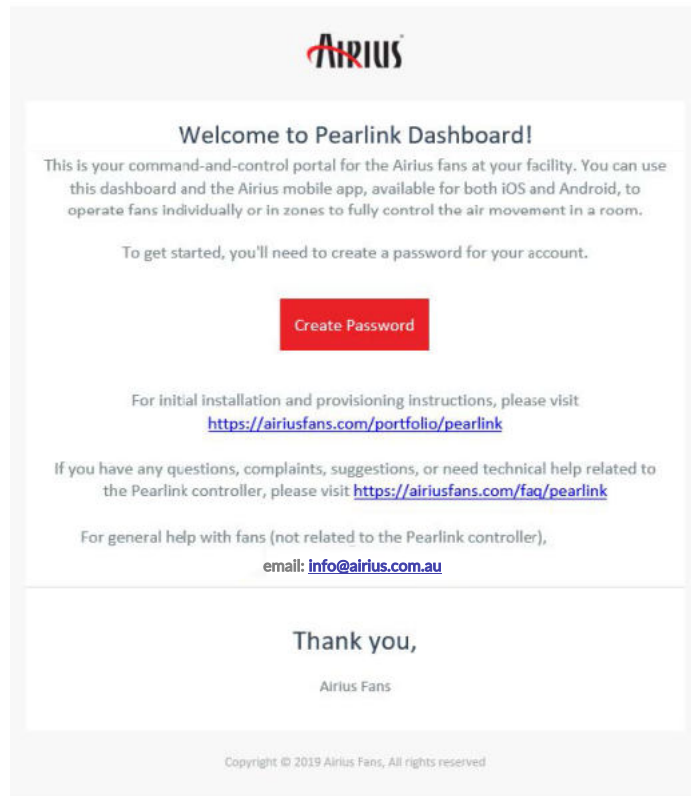 AIRIUS
Welcome to Pearlink Dashboard!
This is your command-and-control portal for the Airius fans at your facility. You can use
this dashboard and the Airius mobile app, available for both iOS and Android, to
operate fans individually or in zones to fully control the air movement in a room.
To get started, you'll need to create a password for your account.
Create Password
For initial installation and provisioning instructions, please visit
https://airiusfans.com/portfolio/pearlink
If you have any questions, complaints, suggestions, or need technical help related to
the Pearlink controller, please visit https://airiusfans.com/faq/pearlink
For general help with fans (not related to the Pearlink controller),
email: info@airius.com.au
Thank you,
Airius Fans
Copyright © 2019 Airius Fans, All rights reserved